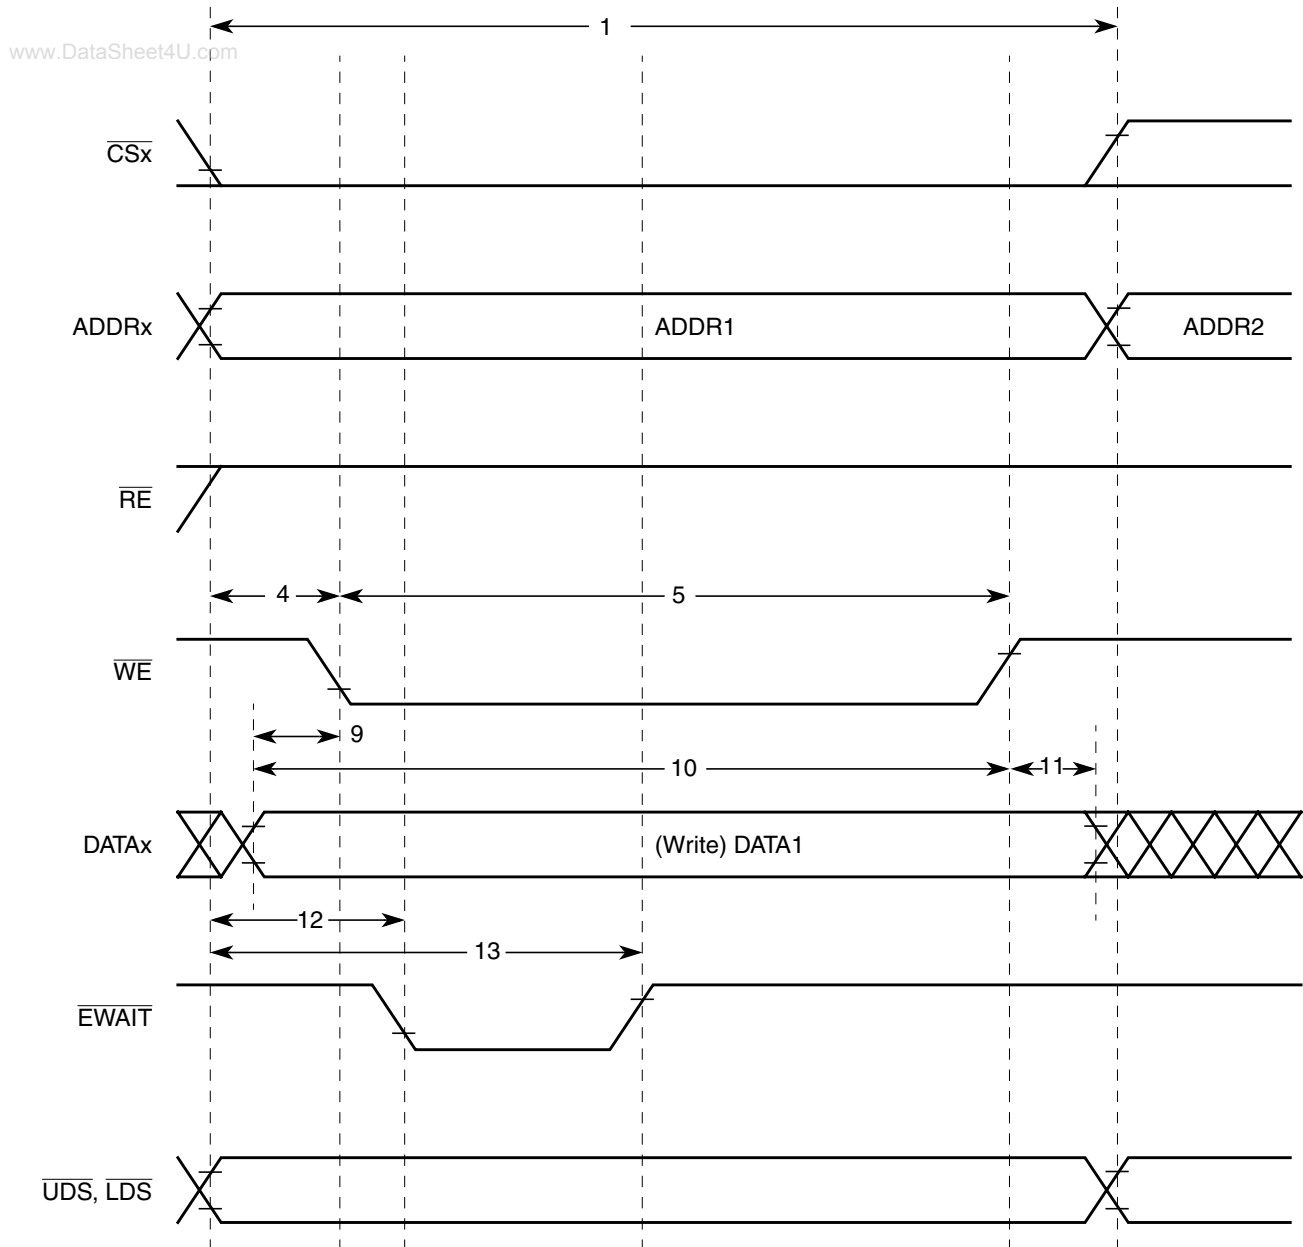 1
www.DataSheet4U.com
CSx
ADDRx ADDR1 ADDR2
RE
4 5
WE
9
10 11
DATAx (Write) DATA1
12
13
EWAIT
UDS, LDS